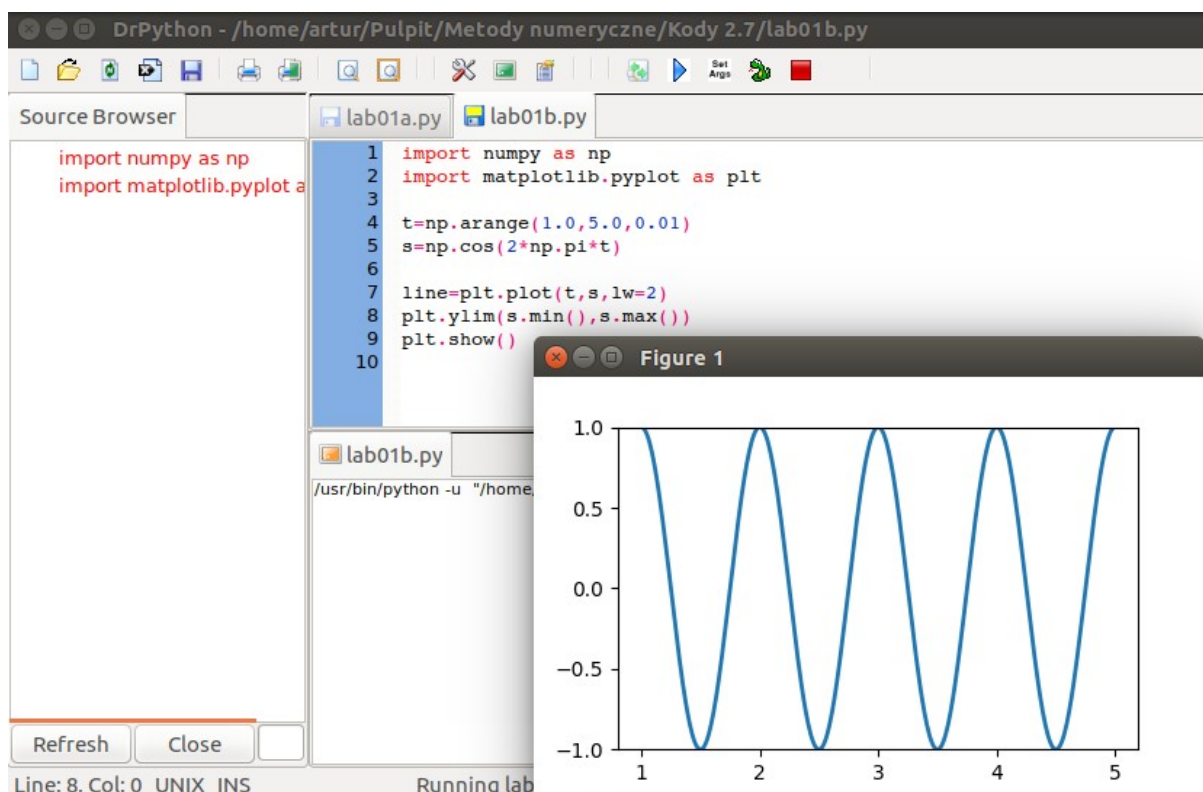 DrPython - /home/artur/Pulpit/Metody numeryczne/Kody 2.7/lab01b.py
Set
Args
Source Browser
lab01a.py
lab01b.py
import numpy as np
import matplotlib.pyplot a
1 import numpy as np
2 import matplotlib.pyplot as plt
3
4 t=np.arange(1.0,5.0,0.01)
5 s=np.cos(2*np.pi*t)
6
7 line=plt.plot(t,s,lw=2)
8 plt.ylim(s.min(),s.max())
9 plt.show()
10
lab01b.py
/usr/bin/python -u "/home/
Figure 1
1.0
0.5
0.0
−0.5
−1.0
1 2 3 4 5
Refresh
Close
Line: 8, Col: 0 UNIX INS
Running lab